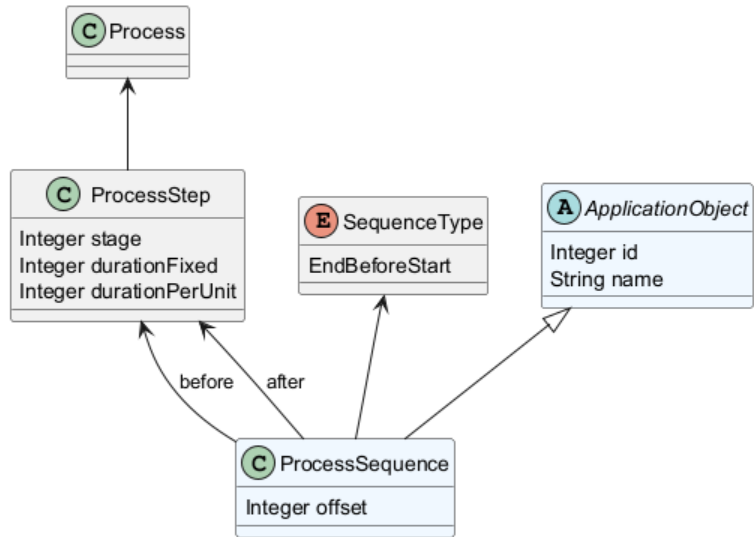 C Process
C ProcessStep
Integer stage
Integer durationFixed
Integer durationPerUnit
E SequenceType
EndBeforeStart
A ApplicationObject
Integer id
String name
before
after
C ProcessSequence
Integer offset